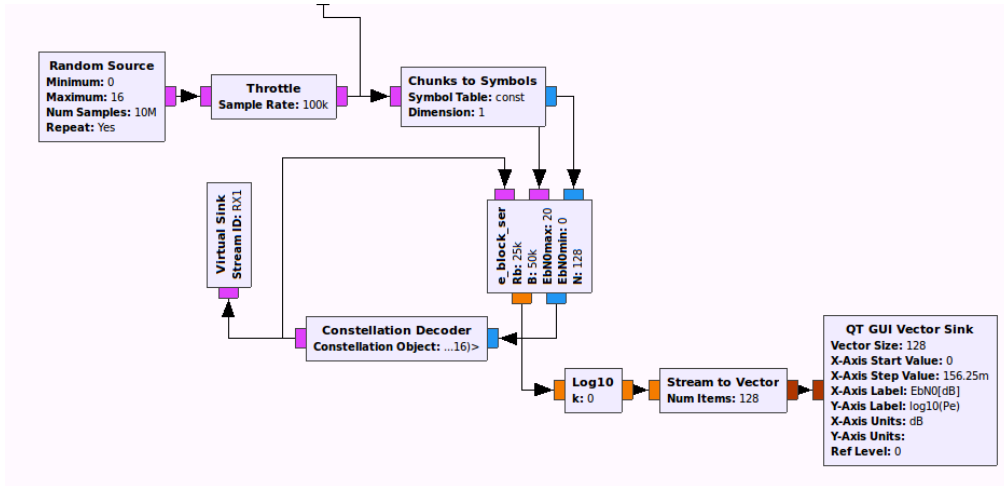 Random Source
Minimum: 0
Maximum: 16
Num Samples: 10M
Repeat: Yes
Throttle
Sample Rate: 100k
Chunks to Symbols
Symbol Table: const
Dimension: 1
Virtual Sink
Stream ID: RX1
e_block_ser
Rb: 25k
B: 50k
EbN0max: 20
EbN0min: 0
N: 128
Constellation Decoder
Constellation Object: ...16)>
Log10
k: 0
Stream to Vector
Num Items: 128
QT GUI Vector Sink
Vector Size: 128
X-Axis Start Value: 0
X-Axis Step Value: 156.25m
X-Axis Label: EbN0[dB]
Y-Axis Label: log10(Pe)
X-Axis Units: dB
Y-Axis Units:
Ref Level: 0